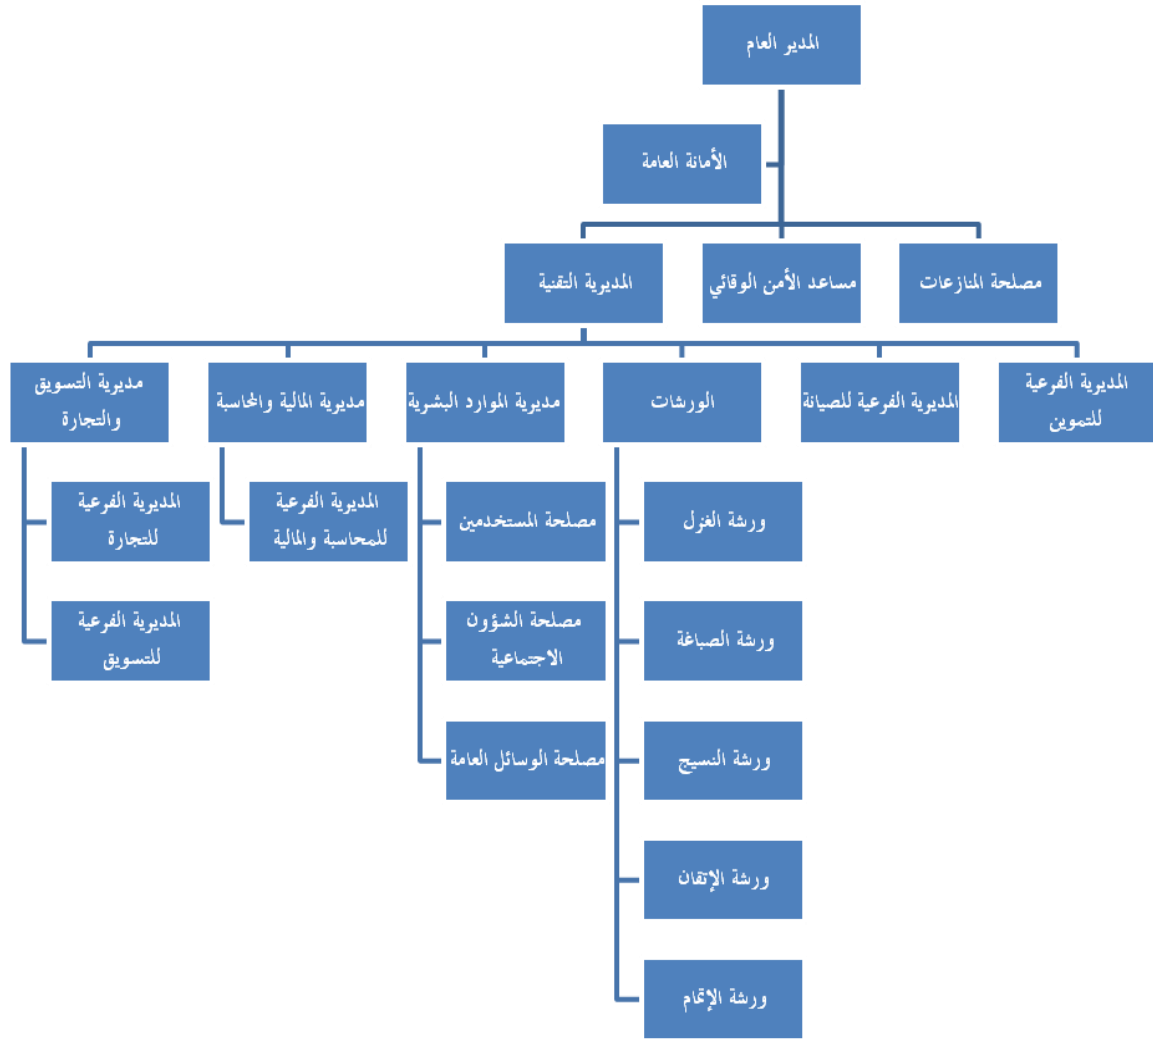 المدير العام
الأمانة العامة
مصلحة المنازعات
مساعد الأمن الوقائي
المديرية التقنية
المديرية الفرعية
للتموين
المديرية الفرعية للصيانة
الورشات
مديرية الموارد البشرية
مديرية المالية والمحاسبة
مديرية التسويق
والتجارة
ورشة الغزل
ورشة الصباغة
ورشة النسيج
ورشة الإتقان
ورشة الإتمام
مصلحة المستخدمين
مصلحة الشؤون
الاجتماعية
مصلحة الوسائل العامة
المديرية الفرعية
للمحاسبة والمالية
المديرية الفرعية
للتجارة
المديرية الفرعية
للتسويق